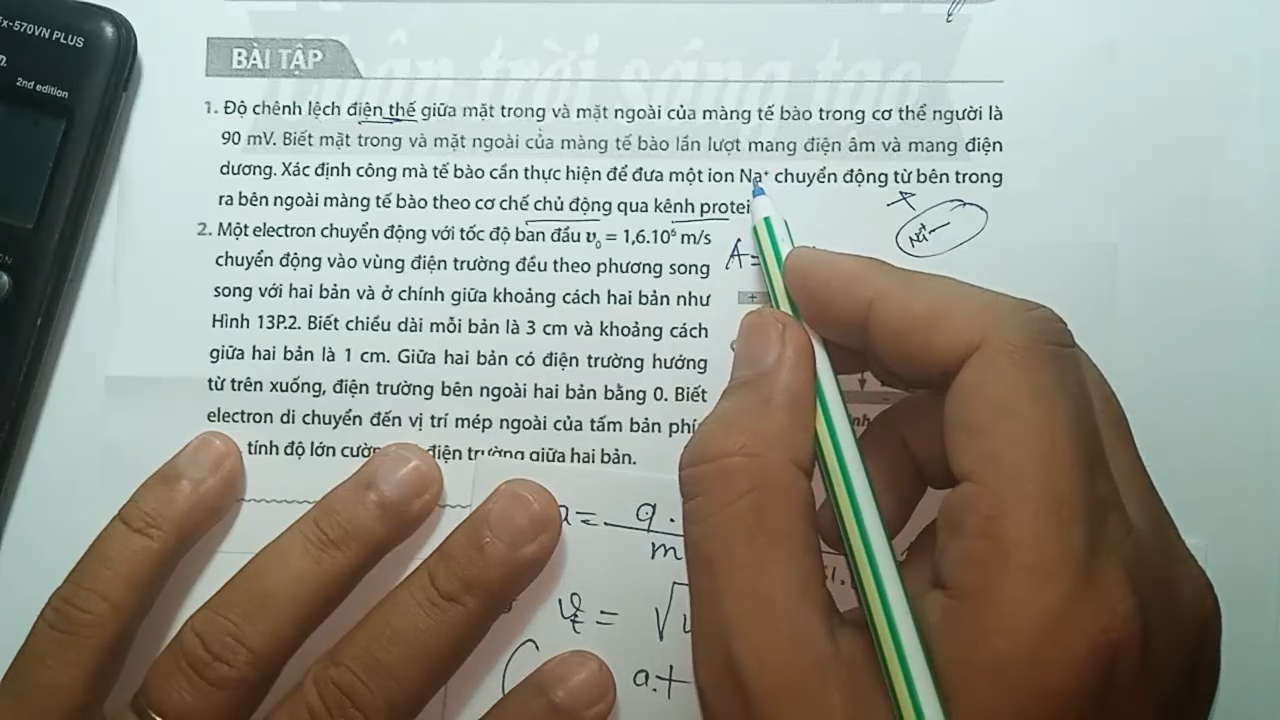 x-570VN PLUS
2nd edition
BÀI TẬP
1. Độ chênh lệch điện thế giữa mặt trong và mặt ngoài của màng tế bào trong cơ thể người là
90 mV. Biết mặt trong và mặt ngoài của màng tế bào lần lượt mang điện âm và mang điện
dương. Xác định công mà tế bào cần thực hiện để đưa một ion Na⁺ chuyển động từ bên trong
ra bên ngoài màng tế bào theo cơ chế chủ động qua kênh protei
Na⁺
2. Một electron chuyển động với tốc độ ban đầu v₀ = 1,6.10⁶ m/s
A=
chuyển động vào vùng điện trường đều theo phương song
song với hai bản và ở chính giữa khoảng cách hai bản như
+
Hình 13P.2. Biết chiều dài mỗi bản là 3 cm và khoảng cách
giữa hai bản là 1 cm. Giữa hai bản có điện trường hướng
từ trên xuống, điện trường bên ngoài hai bản bằng 0. Biết
electron di chuyển đến vị trí mép ngoài của tấm bản phí
tính độ lớn cườn điện trường giữa hai bản.
a = q.
m
= √
a.t